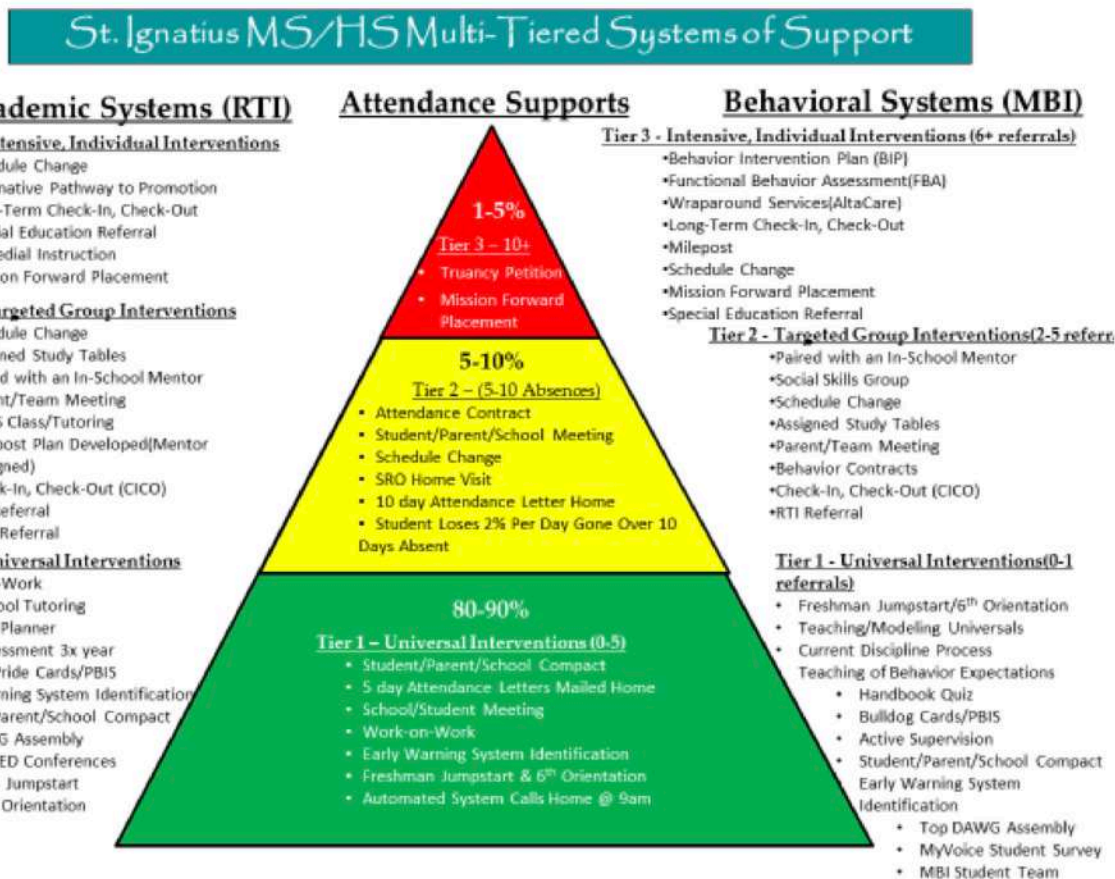 St. Ignatius MS/HS Multi-Tiered Systems of Support
ademic Systems (RTI)
tensive, Individual Interventions
dule Change
native Pathway to Promotion
-Term Check-In, Check-Out
ial Education Referral
edial Instruction
on Forward Placement
rgeted Group Interventions
dule Change
ned Study Tables
d with an In-School Mentor
nt/Team Meeting
Class/Tutoring
post Plan Developed(Mentor
gned)
k-In, Check-Out (CICO)
eferral
Referral
niversal Interventions
-Work
ool Tutoring
Planner
essment 3x year
Pride Cards/PBIS
rning System Identification
Parent/School Compact
G Assembly
ED Conferences
Jumpstart
Orientation
Attendance Supports
1-5%
Tier 3 – 10+
• Truancy Petition
• Mission Forward
Placement
5-10%
Tier 2 – (5-10 Absences)
▪ Attendance Contract
▪ Student/Parent/School Meeting
▪ Schedule Change
▪ SRO Home Visit
▪ 10 day Attendance Letter Home
▪ Student Loses 2% Per Day Gone Over 10
Days Absent
80-90%
Tier 1 – Universal Interventions (0-5)
• Student/Parent/School Compact
• 5 day Attendance Letters Mailed Home
• School/Student Meeting
• Work-on-Work
• Early Warning System Identification
• Freshman Jumpstart & 6th Orientation
• Automated System Calls Home @ 9am
Behavioral Systems (MBI)
Tier 3 - Intensive, Individual Interventions (6+ referrals)
•Behavior Intervention Plan (BIP)
•Functional Behavior Assessment(FBA)
•Wraparound Services(AltaCare)
•Long-Term Check-In, Check-Out
•Milepost
•Schedule Change
•Mission Forward Placement
•Special Education Referral
Tier 2 - Targeted Group Interventions(2-5 referr
•Paired with an In-School Mentor
•Social Skills Group
•Schedule Change
•Assigned Study Tables
•Parent/Team Meeting
•Behavior Contracts
•Check-In, Check-Out (CICO)
•RTI Referral
Tier 1 - Universal Interventions(0-1
referrals)
• Freshman Jumpstart/6th Orientation
• Teaching/Modeling Universals
• Current Discipline Process
Teaching of Behavior Expectations
• Handbook Quiz
• Bulldog Cards/PBIS
• Active Supervision
• Student/Parent/School Compact
Early Warning System
Identification
• Top DAWG Assembly
• MyVoice Student Survey
• MBI Student Team